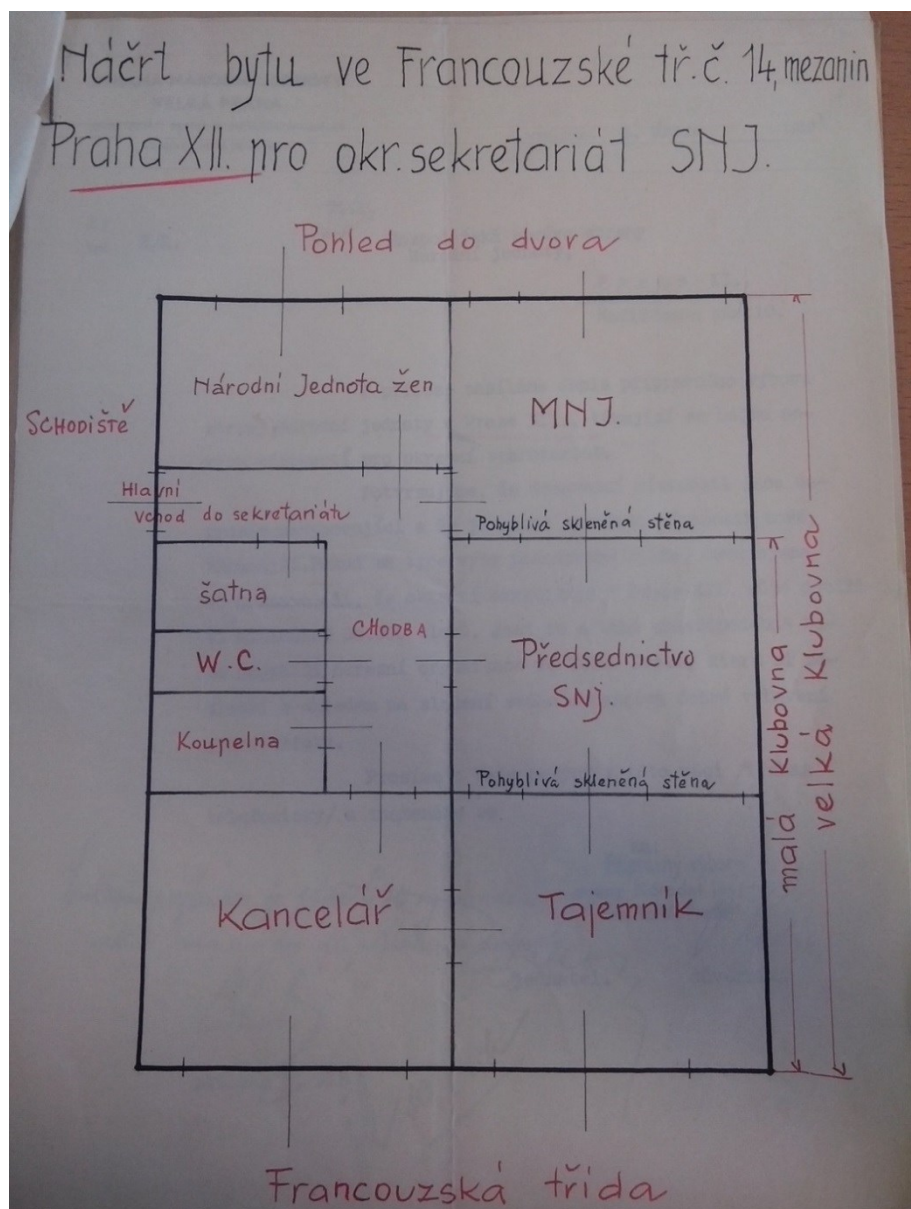 Náčrt bytu ve Francouzské tř.č. 14, mezanin
Praha XII. pro okr. sekretariát SNJ.
Pohled do dvora
Národní Jednota žen
MNJ.
SCHODIŠTĚ
Hlavní
vchod do sekretariátu
Pohyblivá skleněná stěna
šatna
CHODBA
W.C.
Předsednictvo
SNJ.
Koupelna
Pohyblivá skleněná stěna
malá Klubovna
velká Klubovna
Kancelář
Tajemník
Francouzská třída